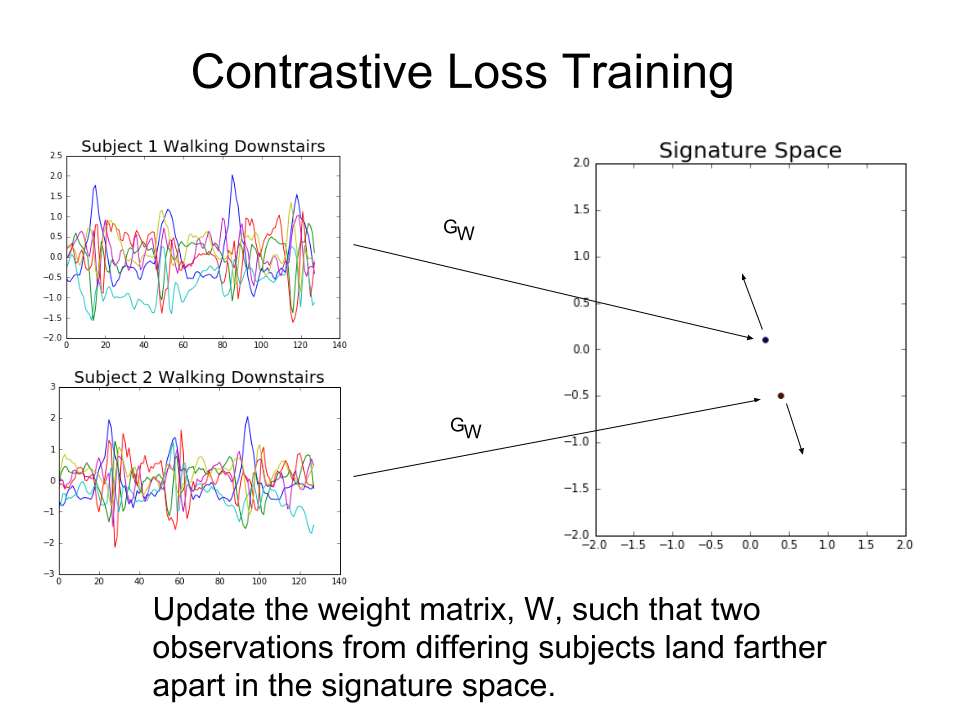 Contrastive Loss Training
Subject 1 Walking Downstairs
2.5
2.0
1.5
1.0
0.5
0.0
−0.5
−1.0
−1.5
−2.0
0 20 40 60 80 100 120 140
Subject 2 Walking Downstairs
3
2
1
0
−1
−2
−3
0 20 40 60 80 100 120 140
GW
GW
Signature Space
2.0
1.5
1.0
0.5
0.0
−0.5
−1.0
−1.5
−2.0
−2.0 −1.5 −1.0 −0.5 0.0 0.5 1.0 1.5 2.0
Update the weight matrix, W, such that two
observations from differing subjects land farther
apart in the signature space.